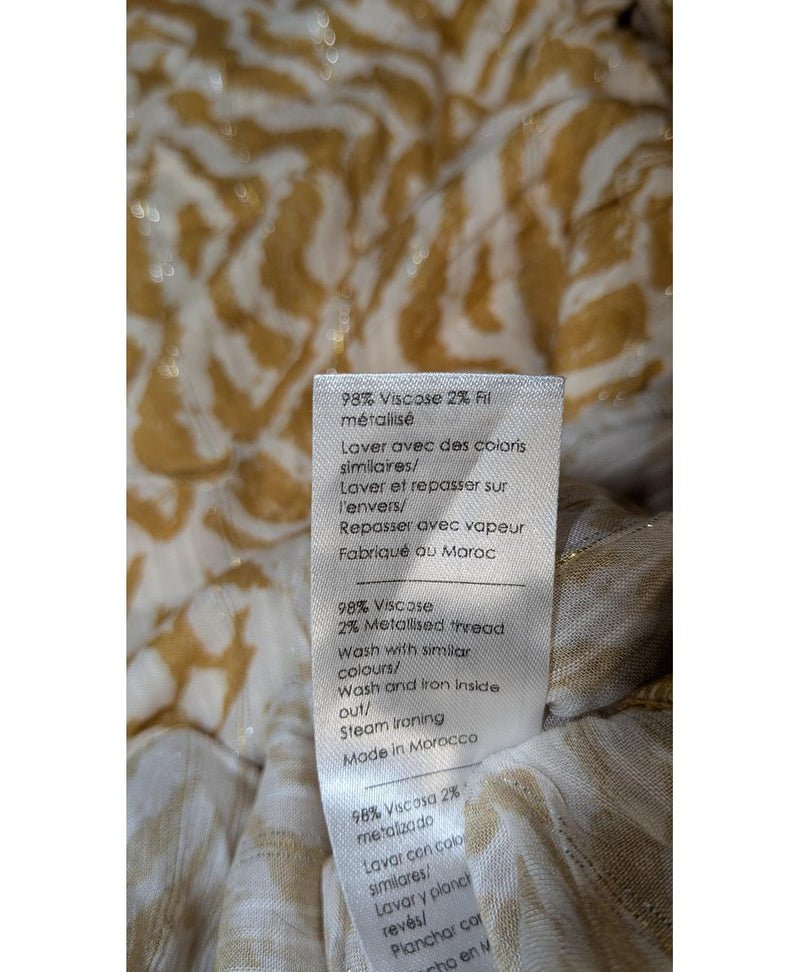 98% Viscose 2% Fil
métallisé
Laver avec des coloris
similaires/
Laver et repasser sur
l'envers/
Repasser avec vapeur
Fabriqué au Maroc
98% Viscose
2% Metallised thread
Wash with similar
colours/
Wash and iron inside
out/
Steam Ironing
Made in Morocco
98% Viscosa 2%
metalizado
Lavar con
similares/
Lavar y
revés/
Planchar
en